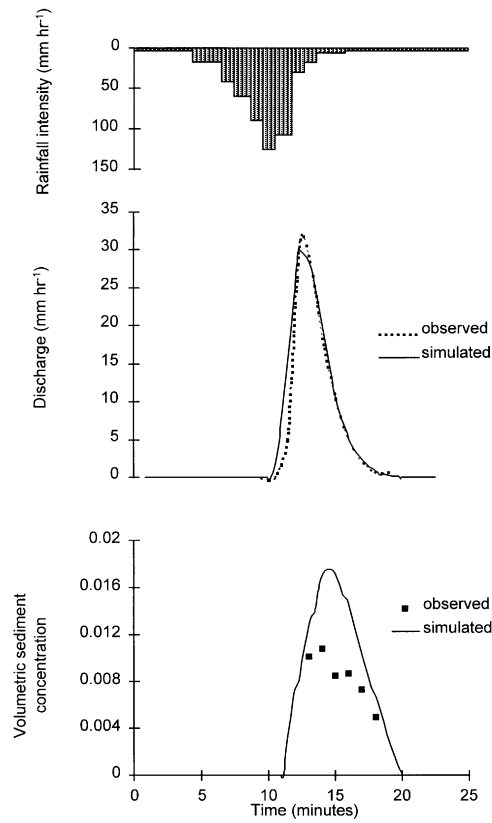 Rainfall intensity (mm hr-1)
0
50
100
150
Discharge (mm hr-1)
35
30
25
20
15
10
5
0
observed
simulated
Volumetric sediment
concentration
0.02
0.016
0.012
0.008
0.004
0
observed
simulated
0 5 10 15 20 25
Time (minutes)